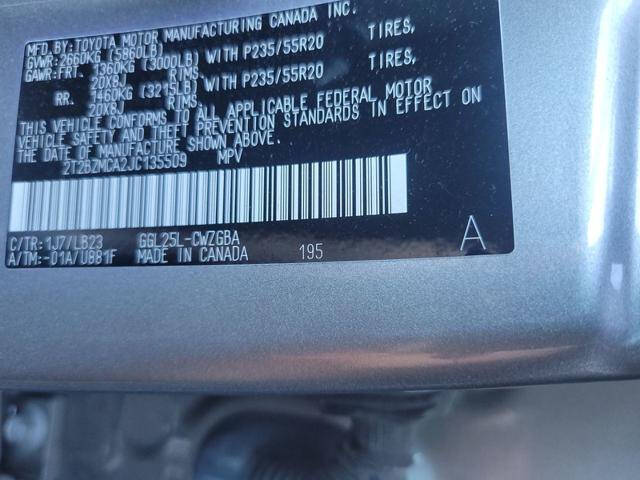 MFD.BY:TOYOTA MOTOR MANUFACTURING CANADA INC.
GVWR:2660KG (5860LB)
GAWR:FRT. 1360KG (3000LB) WITH P235/55R20 TIRES,
20X8J RIMS.
RR. 1460KG (3215LB) WITH P235/55R20 TIRES,
20X8J RIMS.
THIS VEHICLE CONFORMS TO ALL APPLICABLE FEDERAL MOTOR
VEHICLE SAFETY AND THEFT PREVENTION STANDARDS IN EFFECT ON
THE DATE OF MANUFACTURE SHOWN ABOVE.
2T2BZMCA2JC135509 MPV
C/TR:1J7/LB23 GGL25L-CWZGBA
A/TM:-01A/U881F MADE IN CANADA 195 A